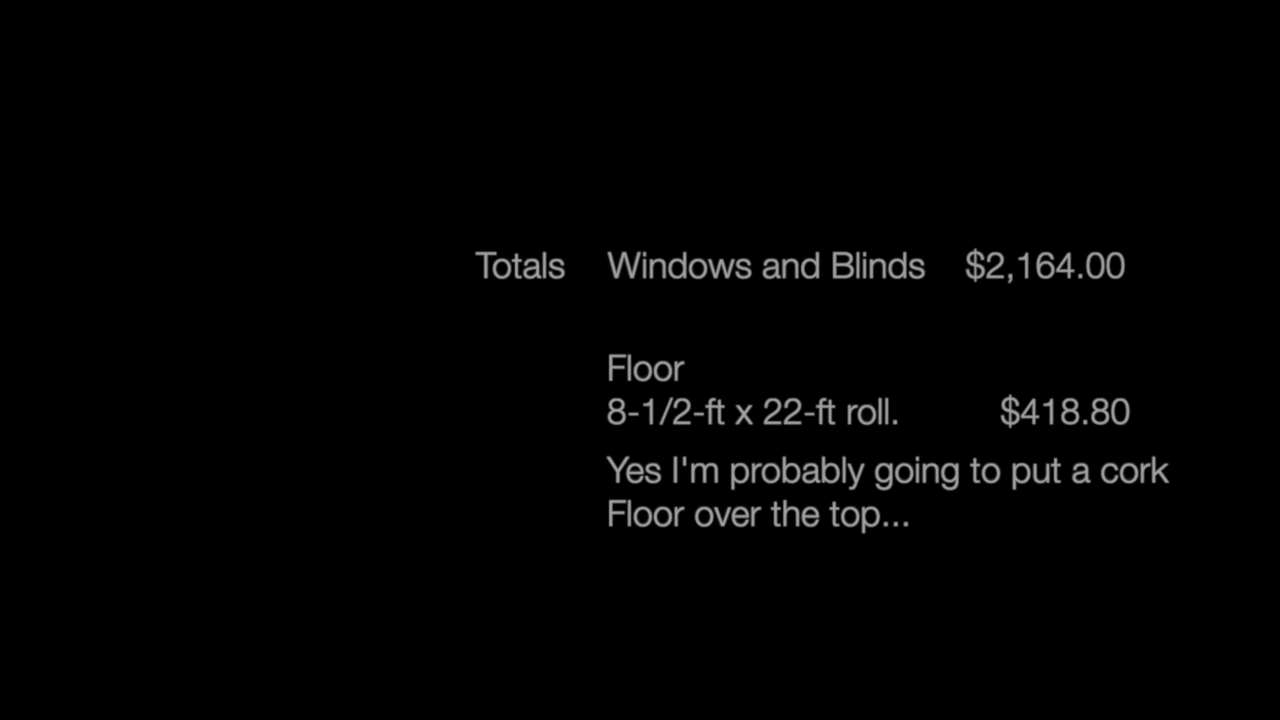 Totals Windows and Blinds $2,164.00
Floor
8-1/2-ft x 22-ft roll. $418.80
Yes I'm probably going to put a cork
Floor over the top...